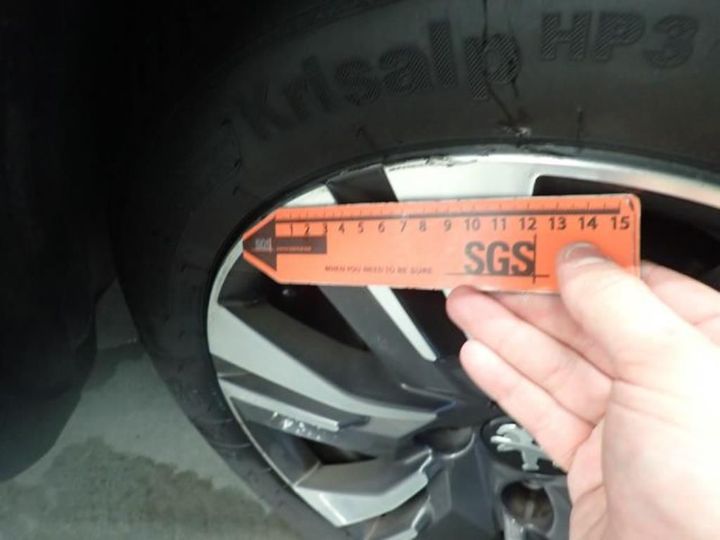 Krisalp HP3
1 2 3 4 5 6 7 8 9 10 11 12 13 14 15
SGS
SGS
WHEN YOU NEED TO BE SURE